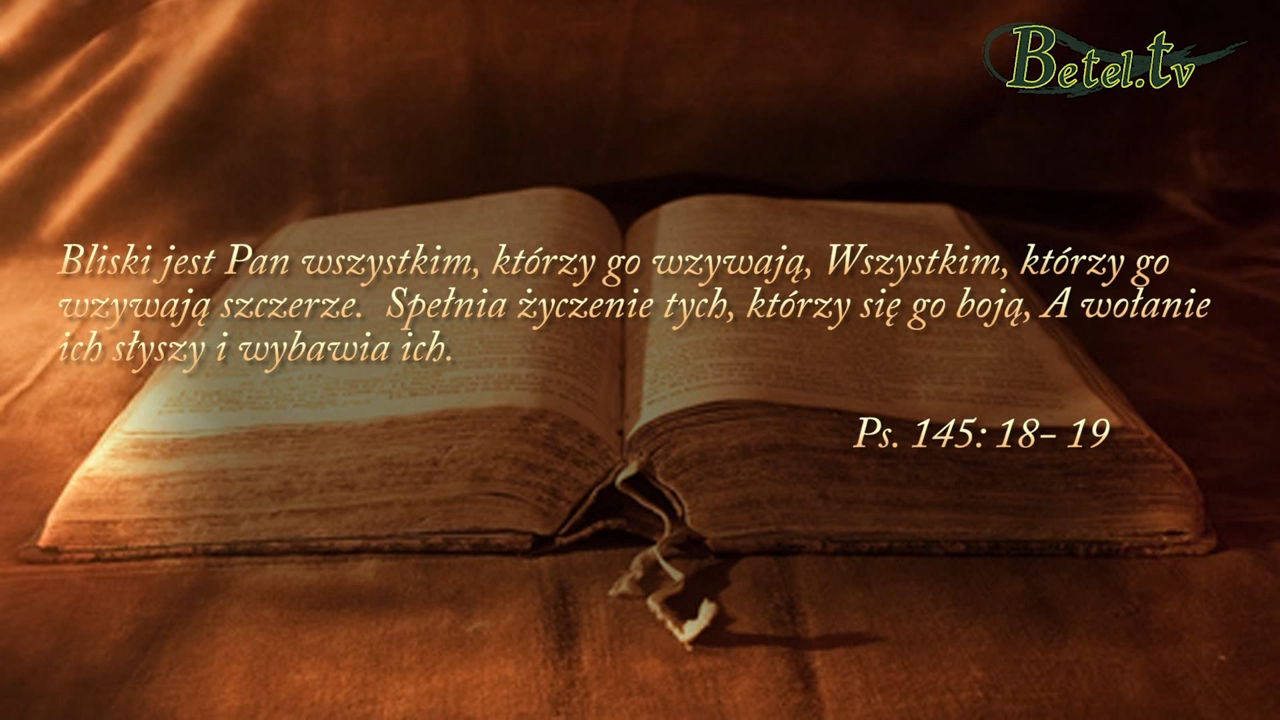 Betel.tv
Bliski jest Pan wszystkim, którzy go wzywają, Wszystkim, którzy go
wzywają szczerze.  Spełnia życzenie tych, którzy się go boją, A wołanie
ich słyszy i wybawia ich.
Ps. 145: 18– 19